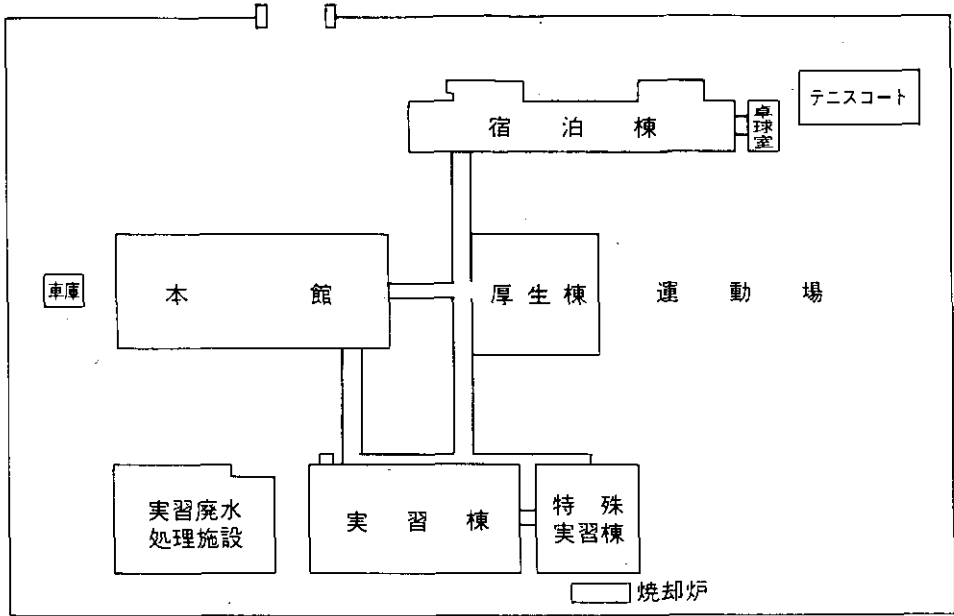 テニスコート
宿泊棟
卓球室
車庫
本館
厚生棟
運動場
実習廃水
処理施設
実習棟
特殊
実習棟
焼却炉